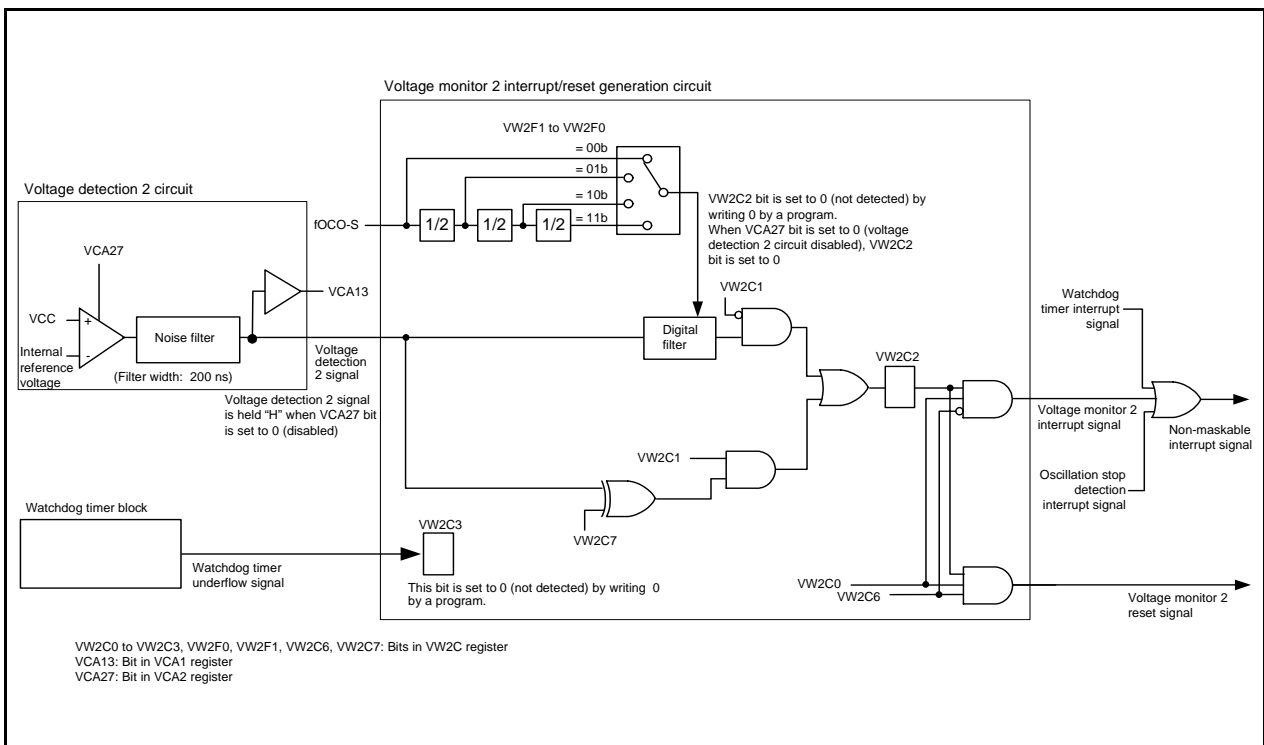 Voltage monitor 2 interrupt/reset generation circuit
VW2F1 to VW2F0
= 00b
= 01b
= 10b
= 11b
fOCO-S
1/2
1/2
1/2
VW2C2 bit is set to 0 (not detected) by
writing 0 by a program.
When VCA27 bit is set to 0 (voltage
detection 2 circuit disabled), VW2C2
bit is set to 0
Voltage detection 2 circuit
VCA27
VCA13
VCC
+
-
Internal
reference
voltage
Noise filter
(Filter width: 200 ns)
Voltage
detection
2 signal
Voltage detection 2 signal
is held “H” when VCA27 bit
is set to 0 (disabled)
Digital
filter
VW2C1
VW2C2
Watchdog
timer interrupt
signal
Voltage monitor 2
interrupt signal
Non-maskable
interrupt signal
Oscillation stop
detection
interrupt signal
VW2C1
VW2C7
Watchdog timer block
Watchdog timer
underflow signal
VW2C3
This bit is set to 0 (not detected) by writing 0
by a program.
VW2C0
VW2C6
Voltage monitor 2
reset signal
VW2C0 to VW2C3, VW2F0, VW2F1, VW2C6, VW2C7: Bits in VW2C register
VCA13: Bit in VCA1 register
VCA27: Bit in VCA2 register